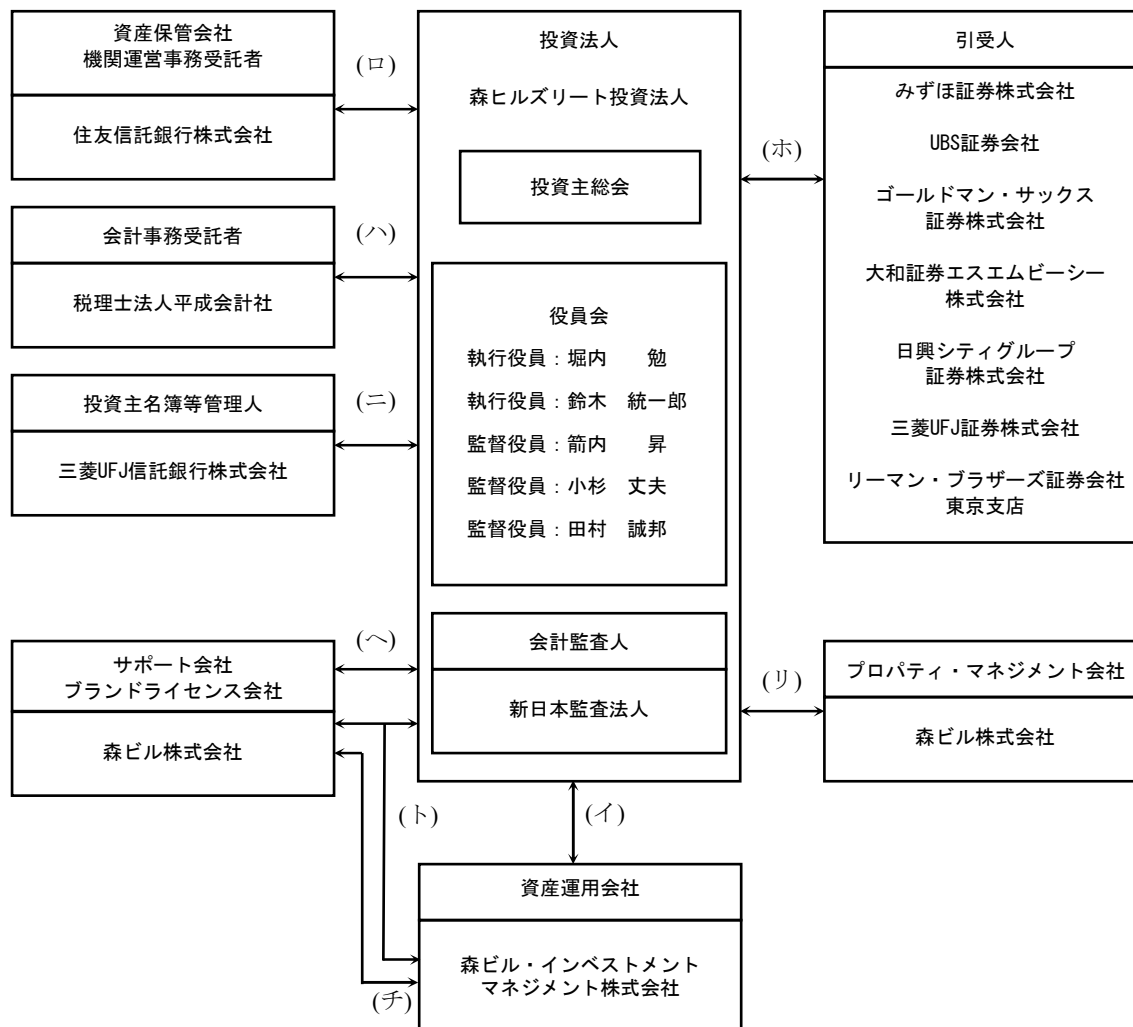 資産保管会社
機関運営事務受託者
住友信託銀行株式会社
(ロ)
会計事務受託者
税理士法人平成会計社
(ハ)
投資主名簿等管理人
三菱UFJ信託銀行株式会社
(ニ)
サポート会社
ブランドライセンス会社
森ビル株式会社
(ヘ)
(ト)
(チ)
投資法人
森ヒルズリート投資法人
投資主総会
役員会
執行役員：堀内　　勉
執行役員：鈴木　統一郎
監督役員：箭内　　昇
監督役員：小杉　丈夫
監督役員：田村　誠邦
会計監査人
新日本監査法人
(イ)
資産運用会社
森ビル・インベストメント
マネジメント株式会社
(ホ)
引受人
みずほ証券株式会社
UBS証券会社
ゴールドマン・サックス
証券株式会社
大和証券エスエムビーシー
株式会社
日興シティグループ
証券株式会社
三菱UFJ証券株式会社
リーマン・ブラザーズ証券会社
東京支店
(リ)
プロパティ・マネジメント会社
森ビル株式会社